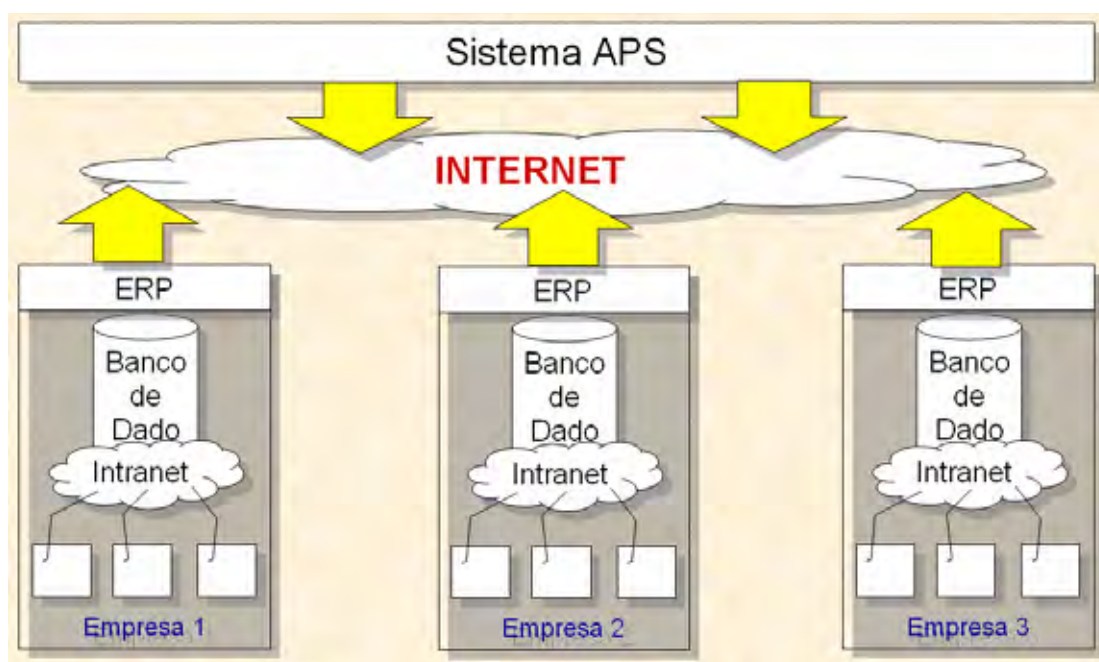 Sistema APS
INTERNET
ERP
Banco
de
Dado
Intranet
Empresa 1
ERP
Banco
de
Dado
Intranet
Empresa 2
ERP
Banco
de
Dado
Intranet
Empresa 3